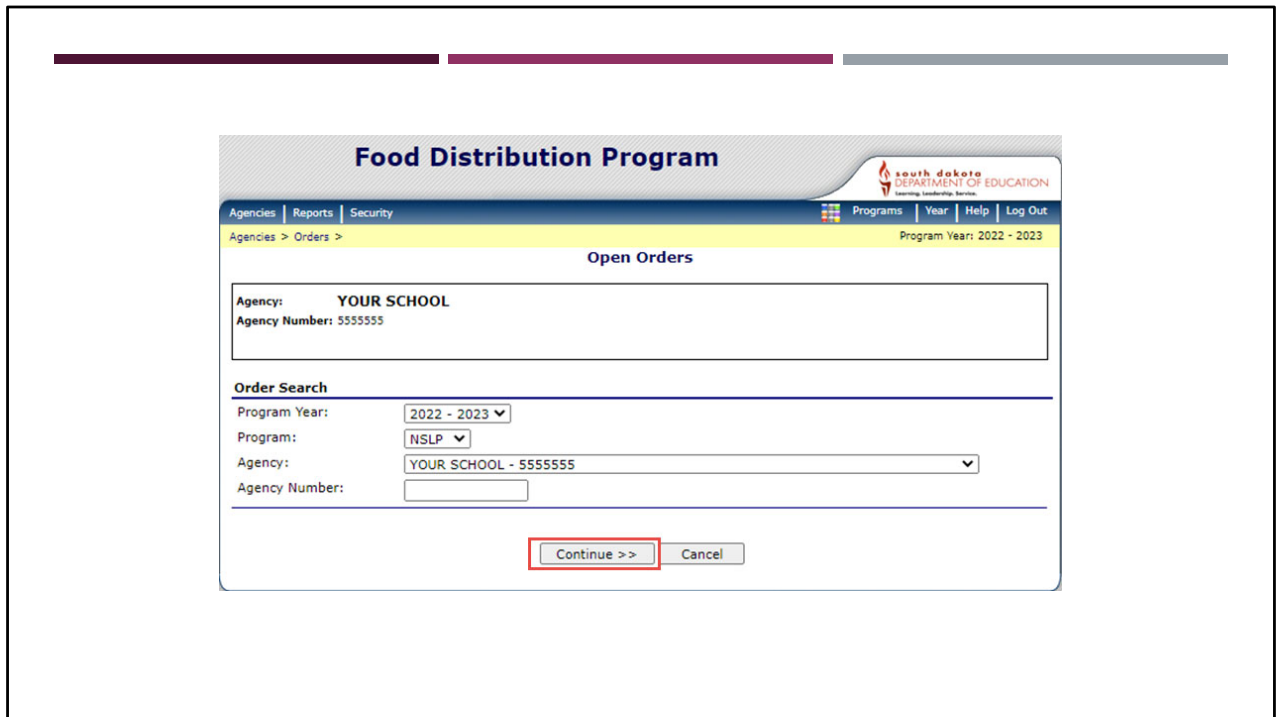 Food Distribution Program
south dakota
DEPARTMENT OF EDUCATION
Learning. Leadership. Service.
Agencies | Reports | Security
Programs | Year | Help | Log Out
Agencies > Orders >
Program Year: 2022 - 2023
Open Orders
Agency: YOUR SCHOOL
Agency Number: 5555555
Order Search
Program Year: 2022 - 2023
Program: NSLP
Agency: YOUR SCHOOL - 5555555
Agency Number:
Continue >> Cancel